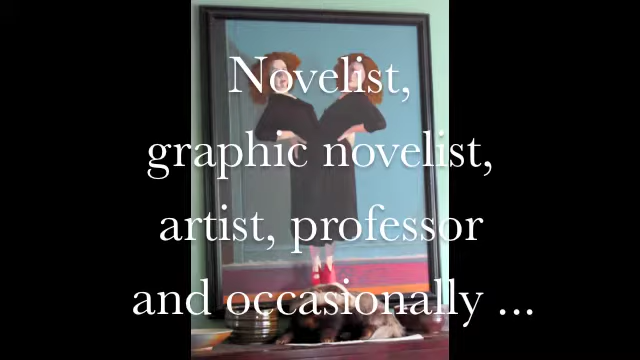 Novelist,
graphic novelist,
artist, professor
and occasionally ...